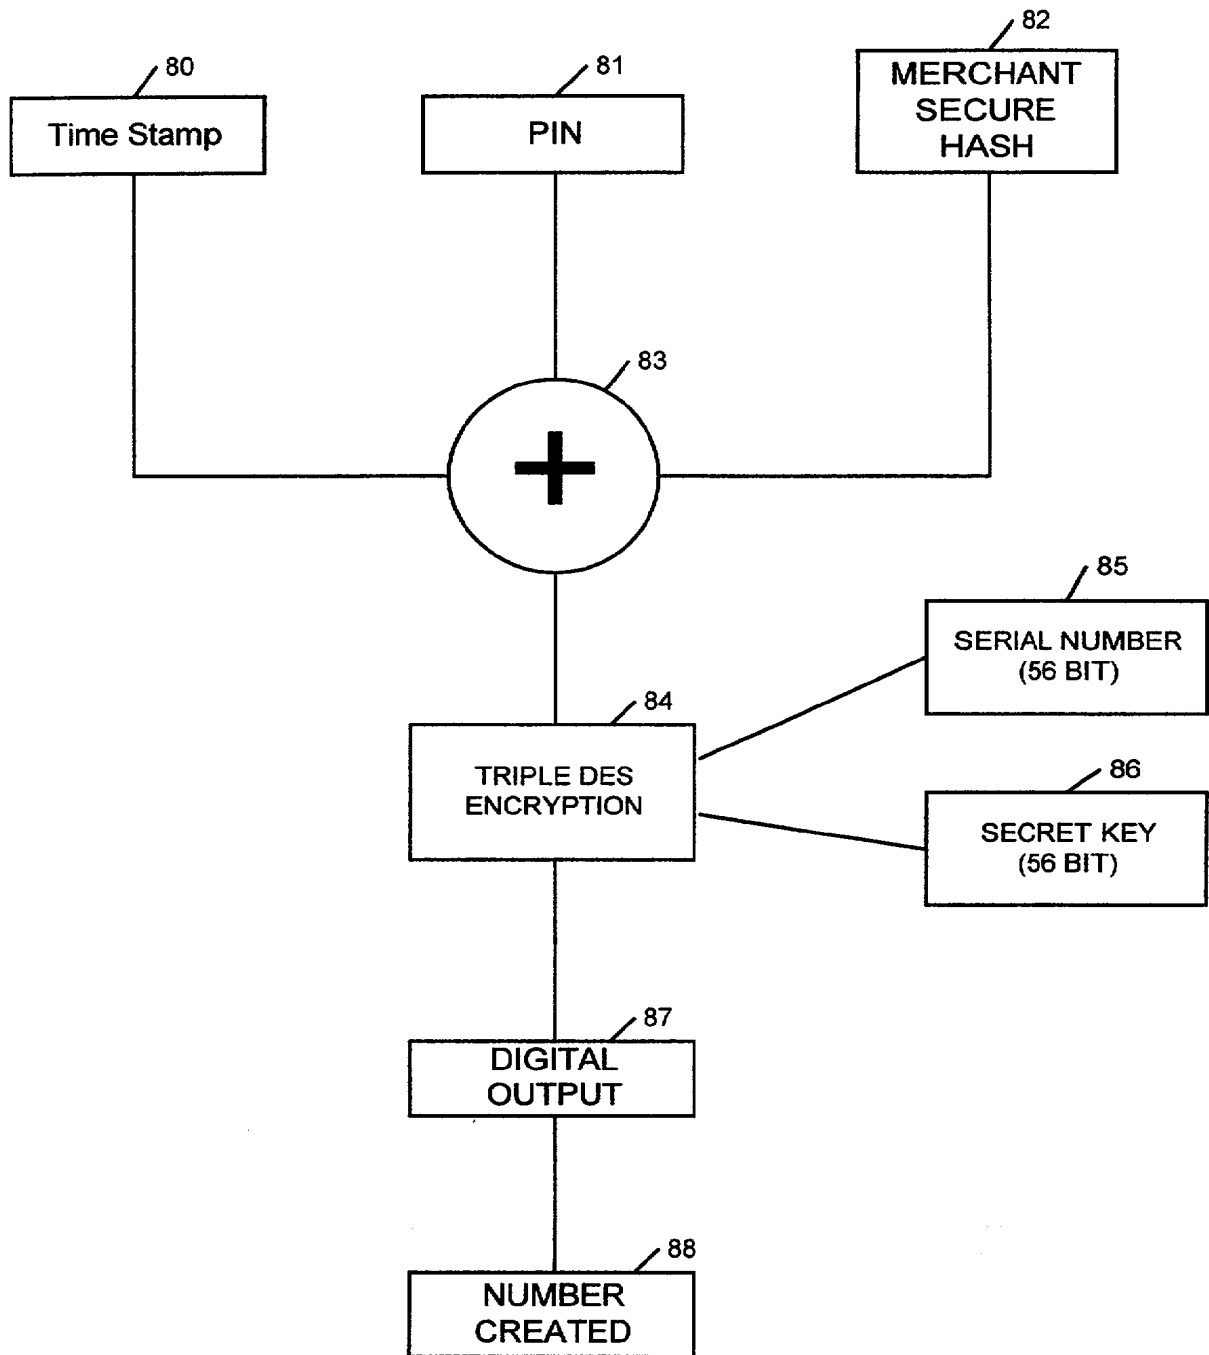 80
Time Stamp
81
PIN
82
MERCHANT
SECURE
HASH
83
+
84
TRIPLE DES
ENCRYPTION
85
SERIAL NUMBER
(56 BIT)
86
SECRET KEY
(56 BIT)
87
DIGITAL
OUTPUT
88
NUMBER
CREATED